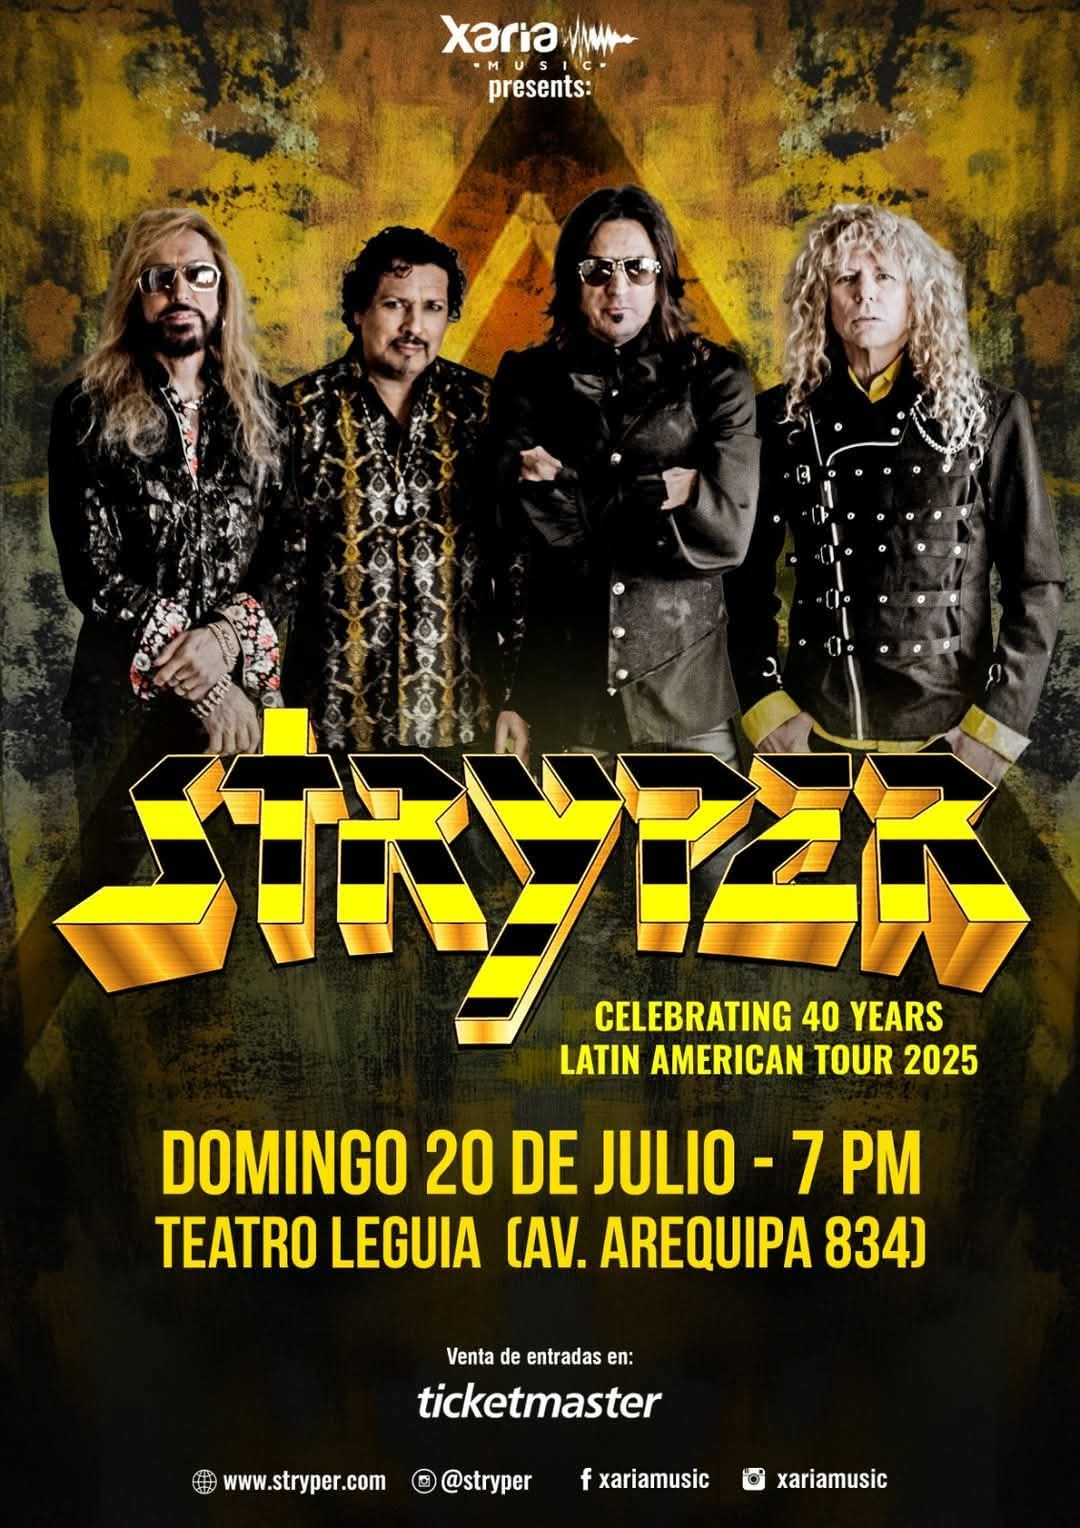 Xaria
MUSIC
presents:
STRYPER
CELEBRATING 40 YEARS
LATIN AMERICAN TOUR 2025
DOMINGO 20 DE JULIO - 7 PM
TEATRO LEGUIA (AV. AREQUIPA 834)
Venta de entradas en:
ticketmaster
www.stryper.com @stryper f xariamusic xariamusic